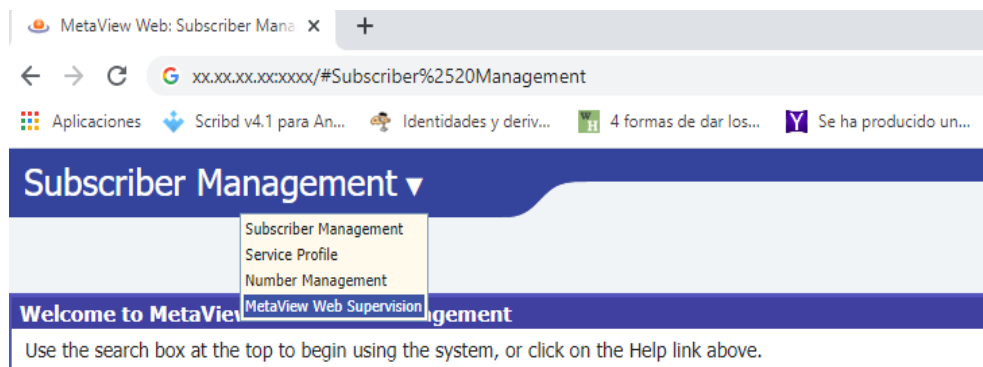 MetaView Web: Subscriber Mana
xx.xx.xx.xx:xxxx/#Subscriber%2520Management
Aplicaciones Scribd v4.1 para An... Identidades y deriv... 4 formas de dar los... Se ha producido un...
Subscriber Management
Subscriber Management
Service Profile
Number Management
MetaView Web Supervision
Welcome to MetaView gement
Use the search box at the top to begin using the system, or click on the Help link above.